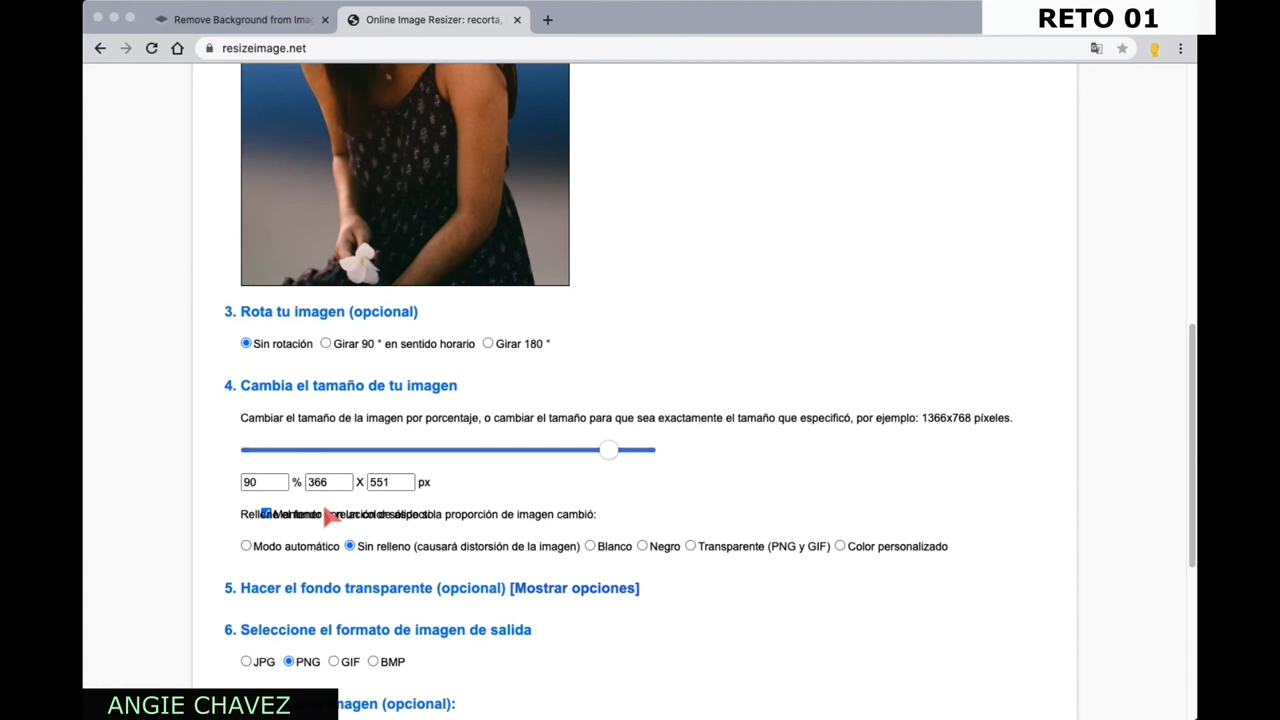 RETO 01
Remove Background from Imag
Online Image Resizer: recorta,
resizeimage.net
3. Rota tu imagen (opcional)
Sin rotación Girar 90 ° en sentido horario Girar 180 °
4. Cambia el tamaño de tu imagen
Cambiar el tamaño de la imagen por porcentaje, o cambiar el tamaño para que sea exactamente el tamaño que especificó, por ejemplo: 1366x768 píxeles.
90 % 366 X 551 px
la proporción de imagen cambió:
Modo automático Sin relleno (causará distorsión de la imagen) Blanco Negro Transparente (PNG y GIF) Color personalizado
5. Hacer el fondo transparente (opcional) [Mostrar opciones]
6. Seleccione el formato de imagen de salida
JPG PNG GIF BMP
imagen (opcional):
ANGIE CHAVEZ